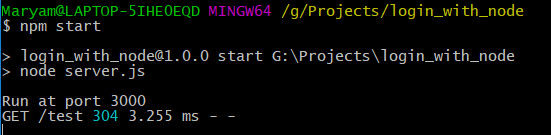 Maryam@LAPTOP-5IHEOEQD MINGW64 /g/Projects/login_with_node
$ npm start
> login_with_node@1.0.0 start G:\Projects\login_with_node
> node server.js
Run at port 3000
GET /test 304 3.255 ms - -